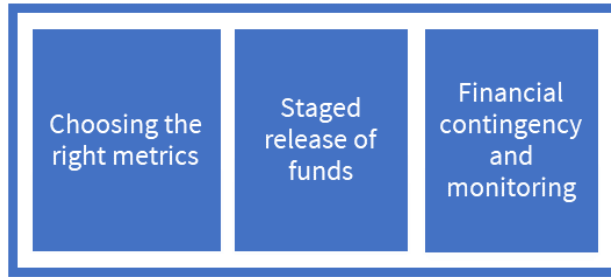 Choosing the
right metrics
Staged
release of
funds
Financial
contingency
and
monitoring